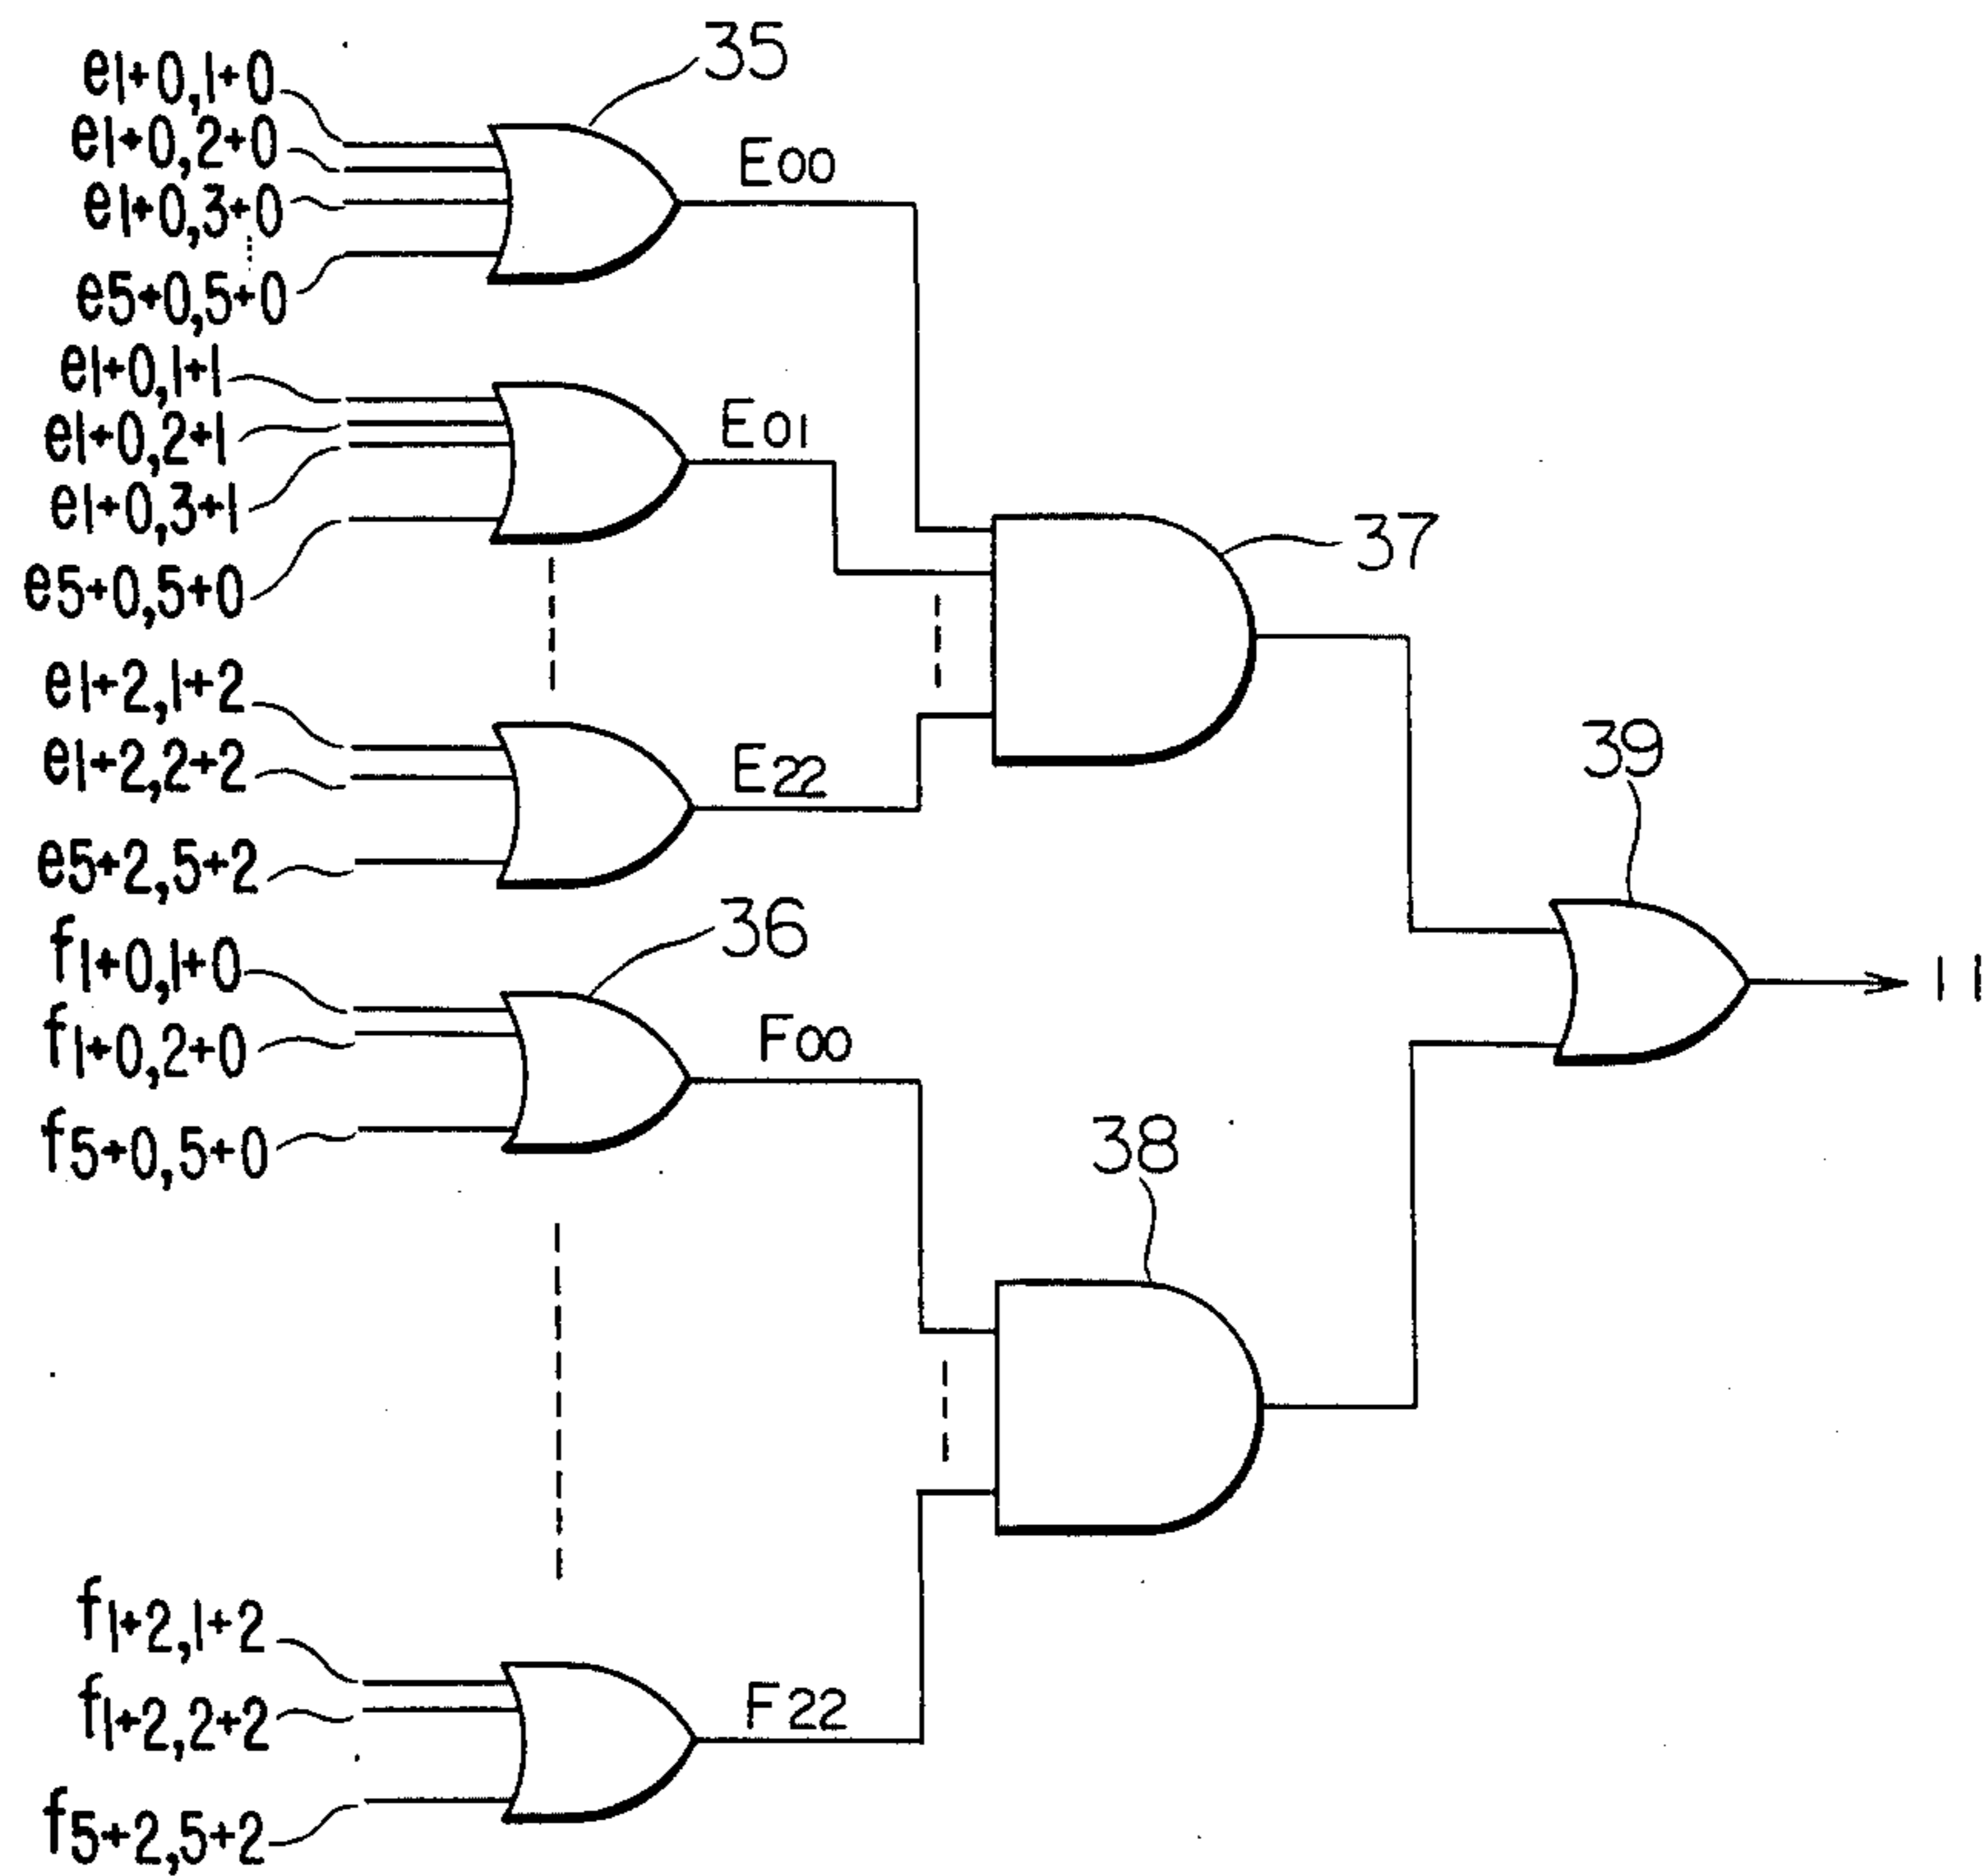 35
e1+0,1+0
e1+0,2+0
E00
e1+0,3+0
e5+0,5+0
e1+0,1+1
E01
e1+0,2+1
e1+0,3+1
37
e5+0,5+0
e1+2,1+2
e1+2,2+2
E22
39
e5+2,5+2
36
f1+0,1+0
11
f1+0,2+0
F00
f5+0,5+0
38
f1+2,1+2
f1+2,2+2
F22
f5+2,5+2